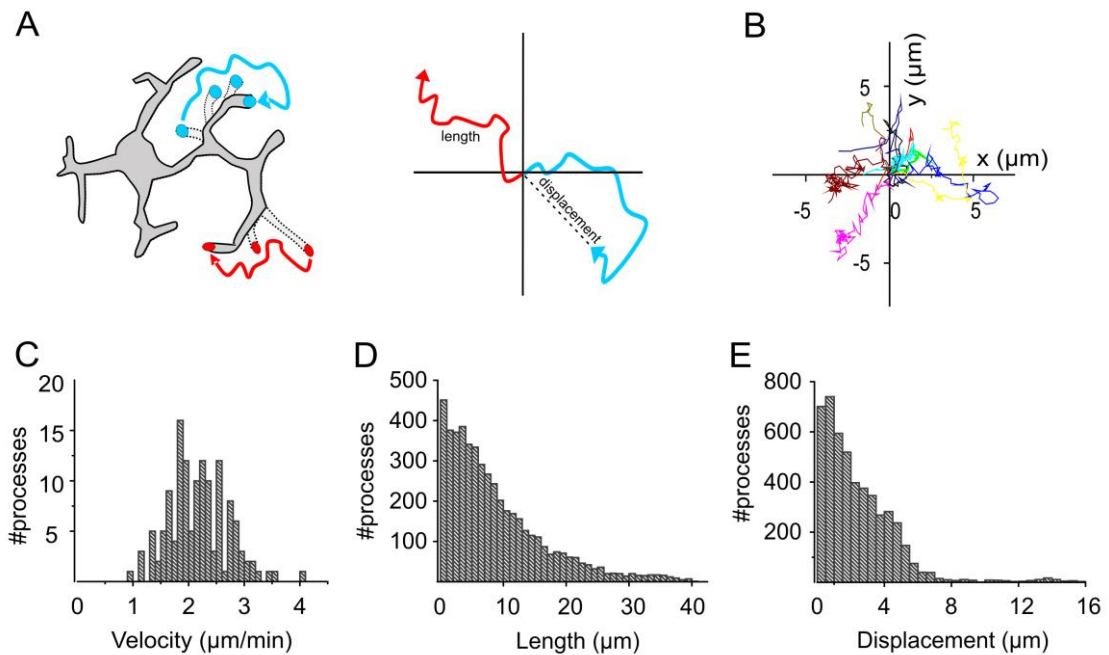 A
length
displacement
B
y (µm)
x (µm)
5
-5
0
5
-5
C
#processes
20
15
10
5
0
1
2
3
4
Velocity (µm/min)
D
#processes
500
400
300
200
100
0
10
20
30
40
Length (µm)
E
#processes
800
600
400
200
0
4
8
12
16
Displacement (µm)